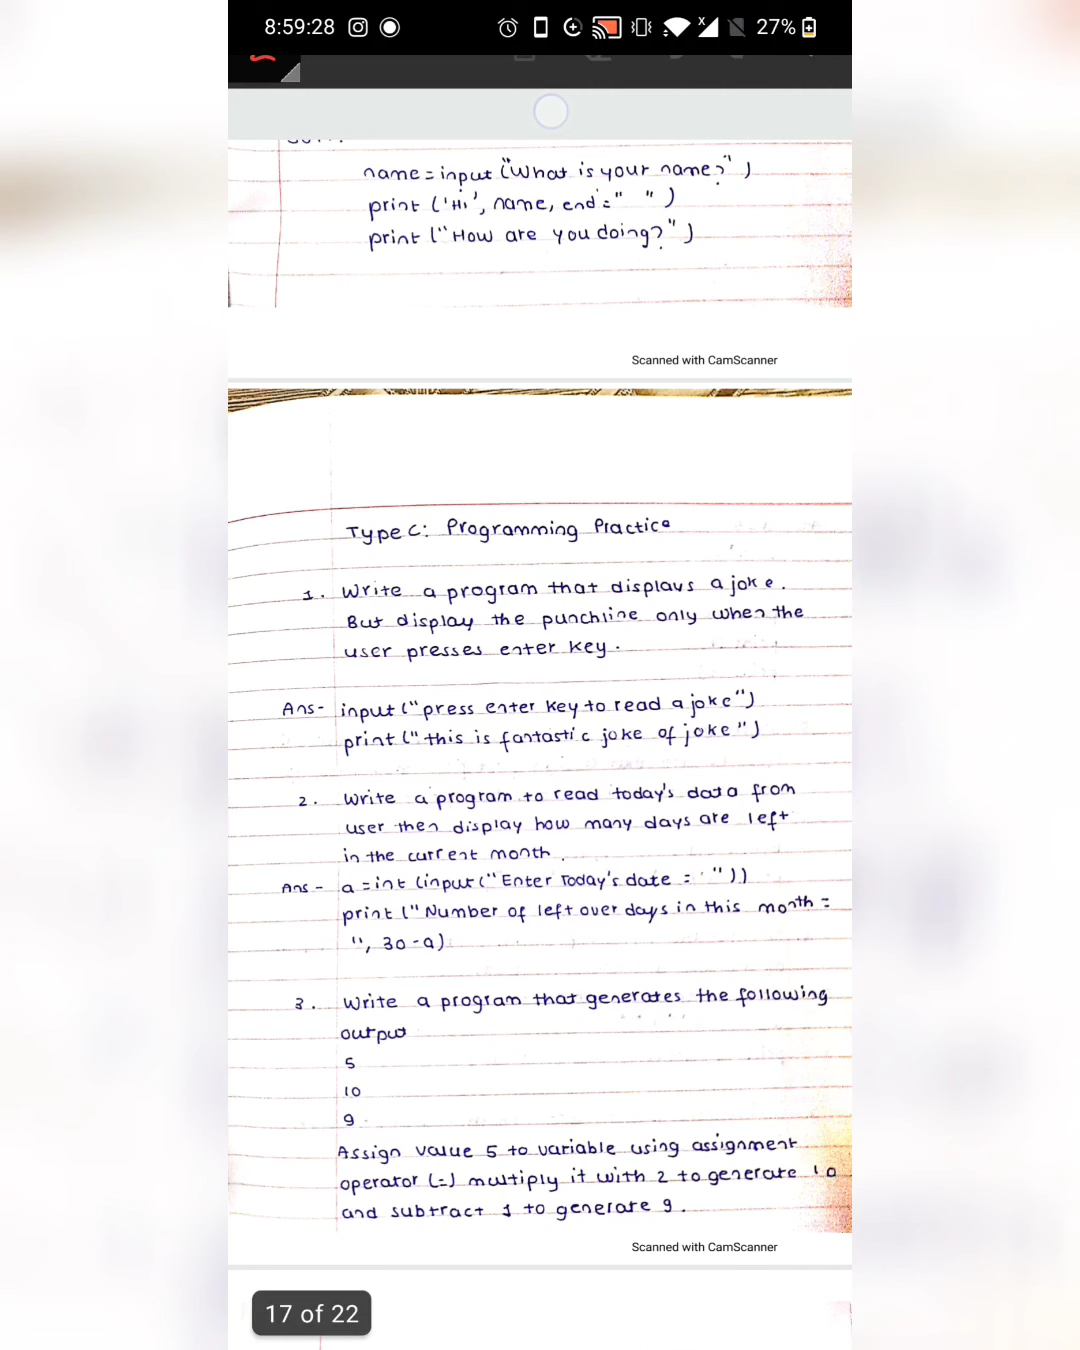 8:59:28 27%
name = input ("What is your name?")
print ('Hi', name, end = " ")
print ("How are you doing?")
Scanned with CamScanner
Type C: Programming Practice
1. Write a program that displays a joke.
But display the punchline only when the
user presses enter key.
Ans- input ("press enter key to read a joke")
print ("this is fantastic joke of joke")
2. Write a program to read today's data from
user then display how many days are left
in the current month.
Ans - a = int (input ("Enter Today's date = "))
print ("Number of left over days in this month =
", 30-a)
3. Write a program that generates the following
output
5
10
9
Assign value 5 to variable using assignment
operator (=) multiply it with 2 to generate 10
and subtract 1 to generate 9.
Scanned with CamScanner
17 of 22